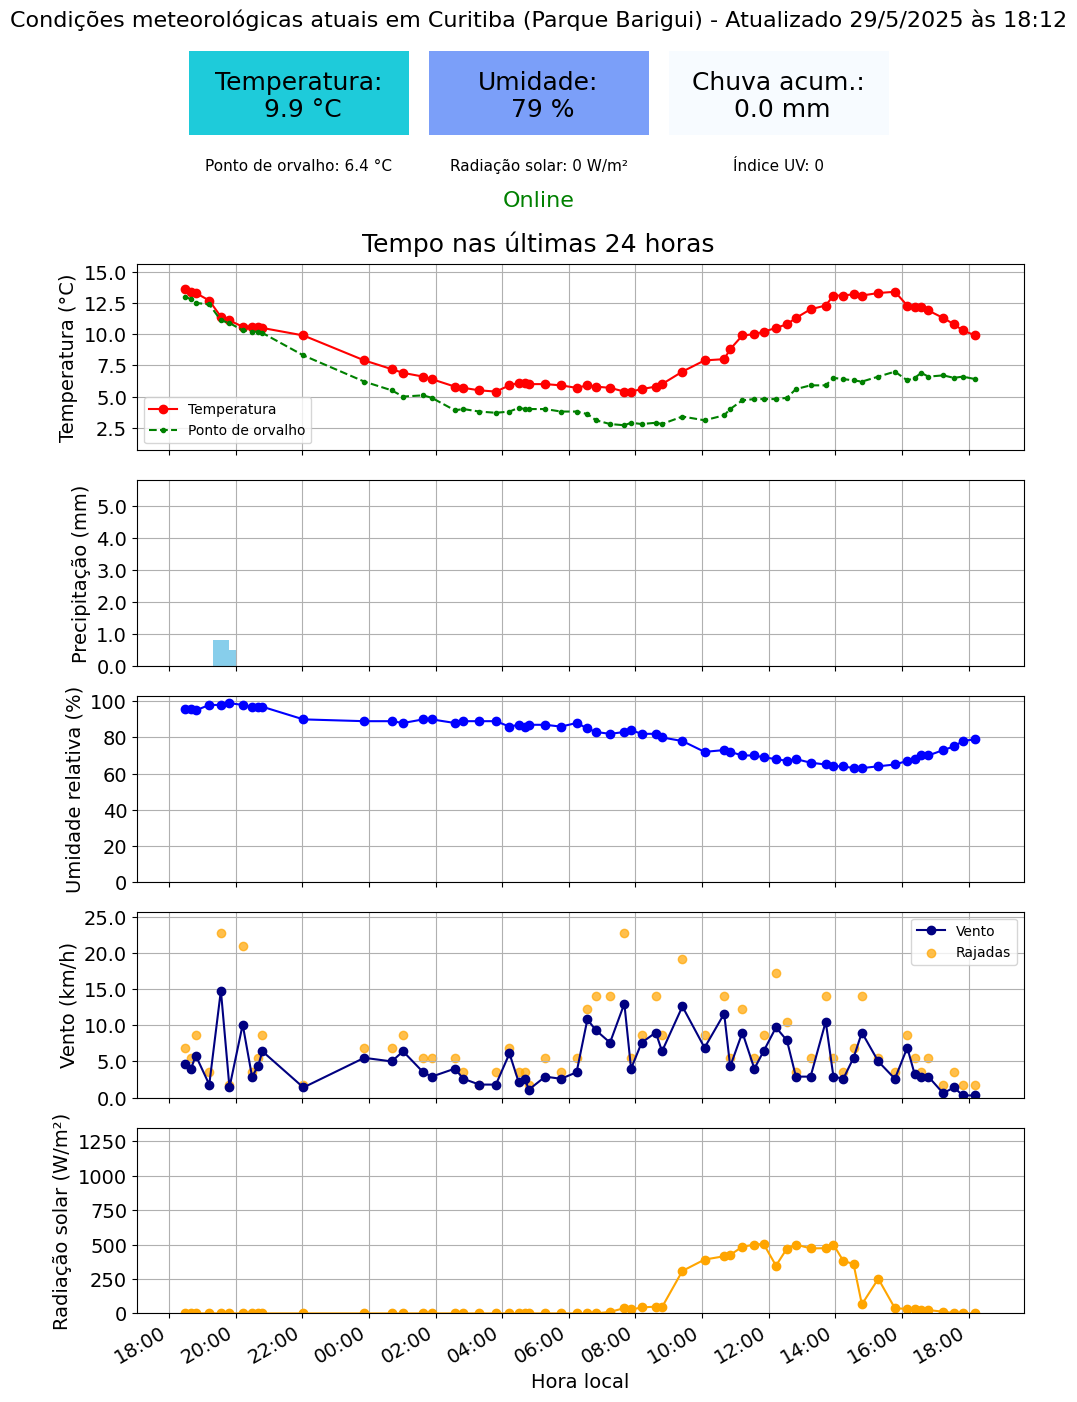 Condições meteorológicas atuais em Curitiba (Parque Barigui) - Atualizado 29/5/2025 às 18:12
Temperatura:
9.9 °C
Umidade:
79 %
Chuva acum.:
0.0 mm
Ponto de orvalho: 6.4 °C
Radiação solar: 0 W/m²
Índice UV: 0
Online
Tempo nas últimas 24 horas
Temperatura (°C)
15.0
12.5
10.0
7.5
5.0
2.5
Temperatura
Ponto de orvalho
Precipitação (mm)
5.0
4.0
3.0
2.0
1.0
0.0
Umidade relativa (%)
100
80
60
40
20
0
Vento (km/h)
25.0
20.0
15.0
10.0
5.0
0.0
Vento
Rajadas
Radiação solar (W/m²)
1250
1000
750
500
250
0
18:00
20:00
22:00
00:00
02:00
04:00
06:00
08:00
10:00
12:00
14:00
16:00
18:00
Hora local